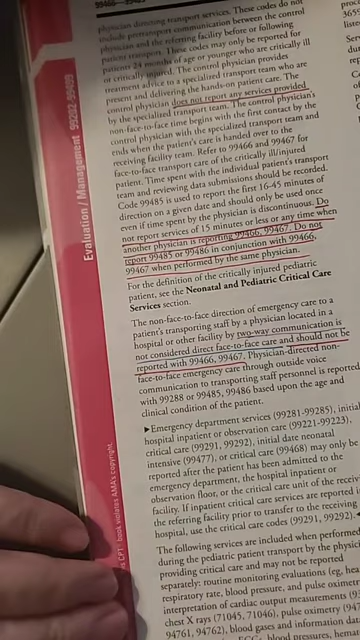 physician directing transport services. These codes do not
include pretransport communication between the control
physician and the referring facility before or following
patient transport. These codes may only be reported for
patients 24 months of age or younger who are critically ill
or critically injured. The control physician provides
treatment advice to a specialized transport team who are
present and delivering the hands-on patient care. The
control physician does not report any services provided
by the specialized transport team. The control physician's
non-face-to-face time begins with the first contact by the
control physician with the specialized transport team and
ends when the patient's care is handed over to the
receiving facility team. Refer to 99466 and 99467 for
face-to-face transport care of the critically ill/injured
patient. Time spent with the individual patient's transport
team and reviewing data submissions should be recorded.
Code 99485 is used to report the first 16-45 minutes of
direction on a given date and should only be used once
even if time spent by the physician is discontinuous. Do
not report services of 15 minutes or less or any time when
another physician is reporting 99466, 99467. Do not
report 99485 or 99486 in conjunction with 99466,
99467 when performed by the same physician.
For the definition of the critically injured pediatric
patient, see the Neonatal and Pediatric Critical Care
Services section.
The non-face-to-face direction of emergency care to a
patient's transporting staff by a physician located in a
hospital or other facility by two-way communication is
not considered direct face-to-face care and should not be
reported with 99466, 99467. Physician-directed non-
face-to-face emergency care through outside voice
communication to transporting staff personnel is reported
with 99288 or 99485, 99486 based upon the age and
clinical condition of the patient.
▶Emergency department services (99281-99285), initial
hospital inpatient or observation care (99221-99223),
critical care (99291, 99292), initial date neonatal
intensive (99477), or critical care (99468) may only be
reported after the patient has been admitted to the
emergency department, the hospital inpatient or
observation floor, or the critical care unit of the receiving
facility. If inpatient critical care services are reported in
the referring facility prior to transfer to the receiving
hospital, use the critical care codes (99291, 99292).◀
The following services are included when performed
during the pediatric patient transport by the physician
providing critical care and may not be reported
separately: routine monitoring evaluations (eg, heart
respiratory rate, blood pressure, and pulse oximetry
interpretation of cardiac output measurements
chest X rays (71045, 71046), pulse oximetry
94761, 94762), blood gases and information
Evaluation / Management 99202-99499
CPT book violates AMA's copyright.